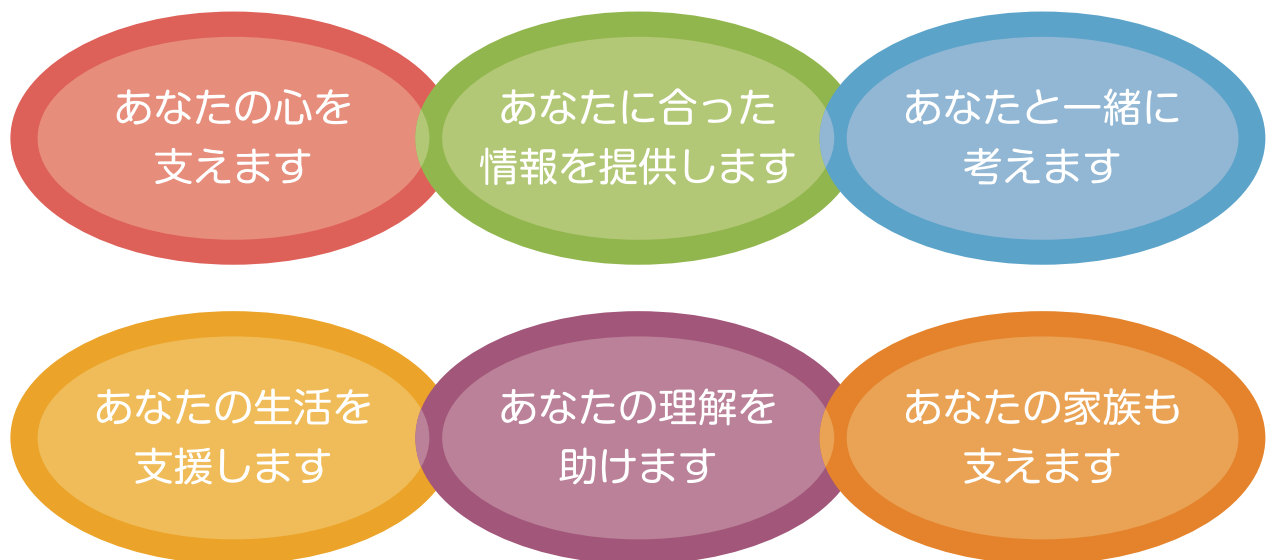 あなたの心を
支えます
あなたに合った
情報を提供します
あなたと一緒に
考えます
あなたの生活を
支援します
あなたの理解を
助けます
あなたの家族も
支えます